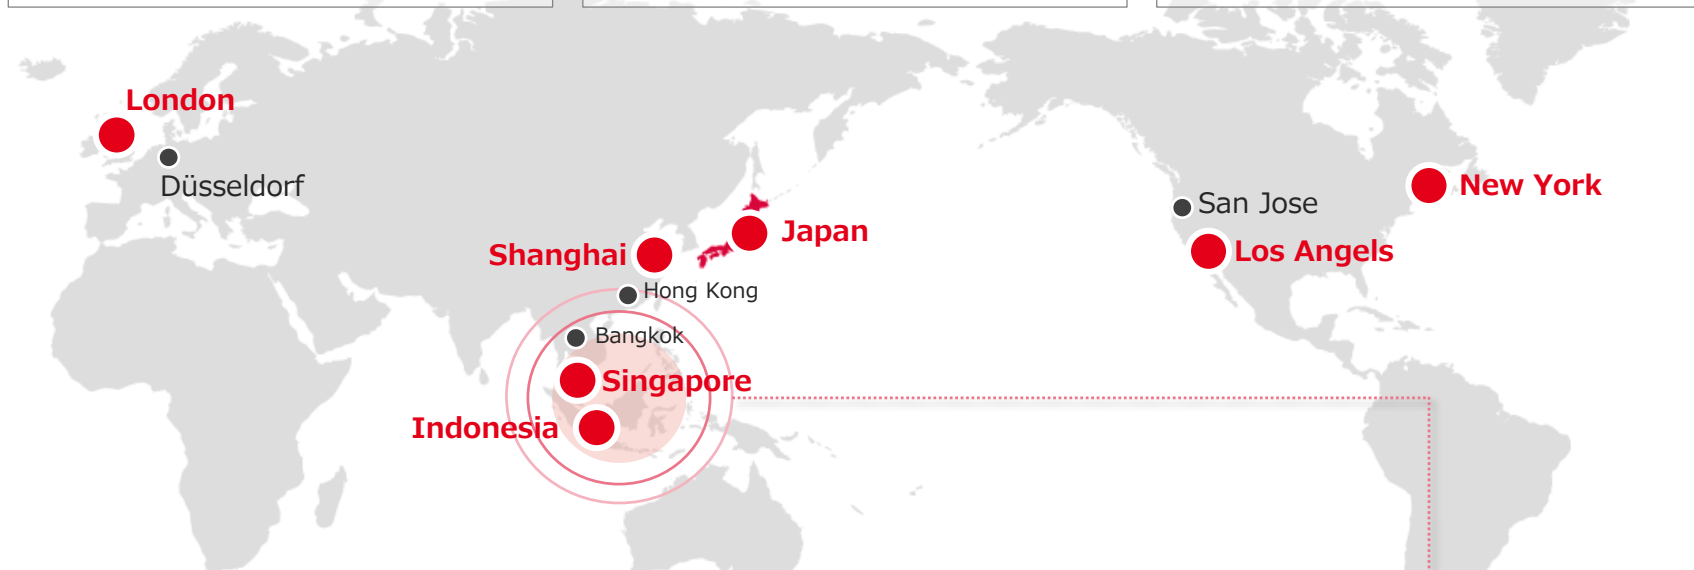 London
Düsseldorf
New York
San Jose
Japan
Shanghai
Los Angels
Hong Kong
Bangkok
Singapore
Indonesia